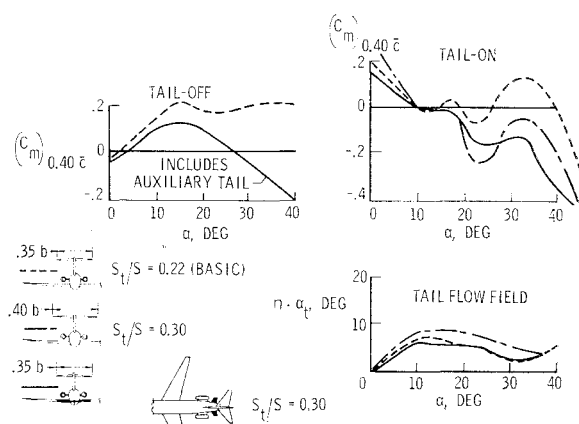 (Cm)0.40 c̄
TAIL-OFF
.2
0
-.2
INCLUDES
AUXILIARY TAIL
0 10 20 30 40
α, DEG
(Cm)0.40 c̄
TAIL-ON
.2
0
-.2
-.4
0 10 20 30 40
α, DEG
.35 b
St/S = 0.22 (BASIC)
.40 b
St/S = 0.30
.35 b
St/S = 0.30
η · αt, DEG
TAIL FLOW FIELD
20
10
0
0 10 20 30 40
α, DEG